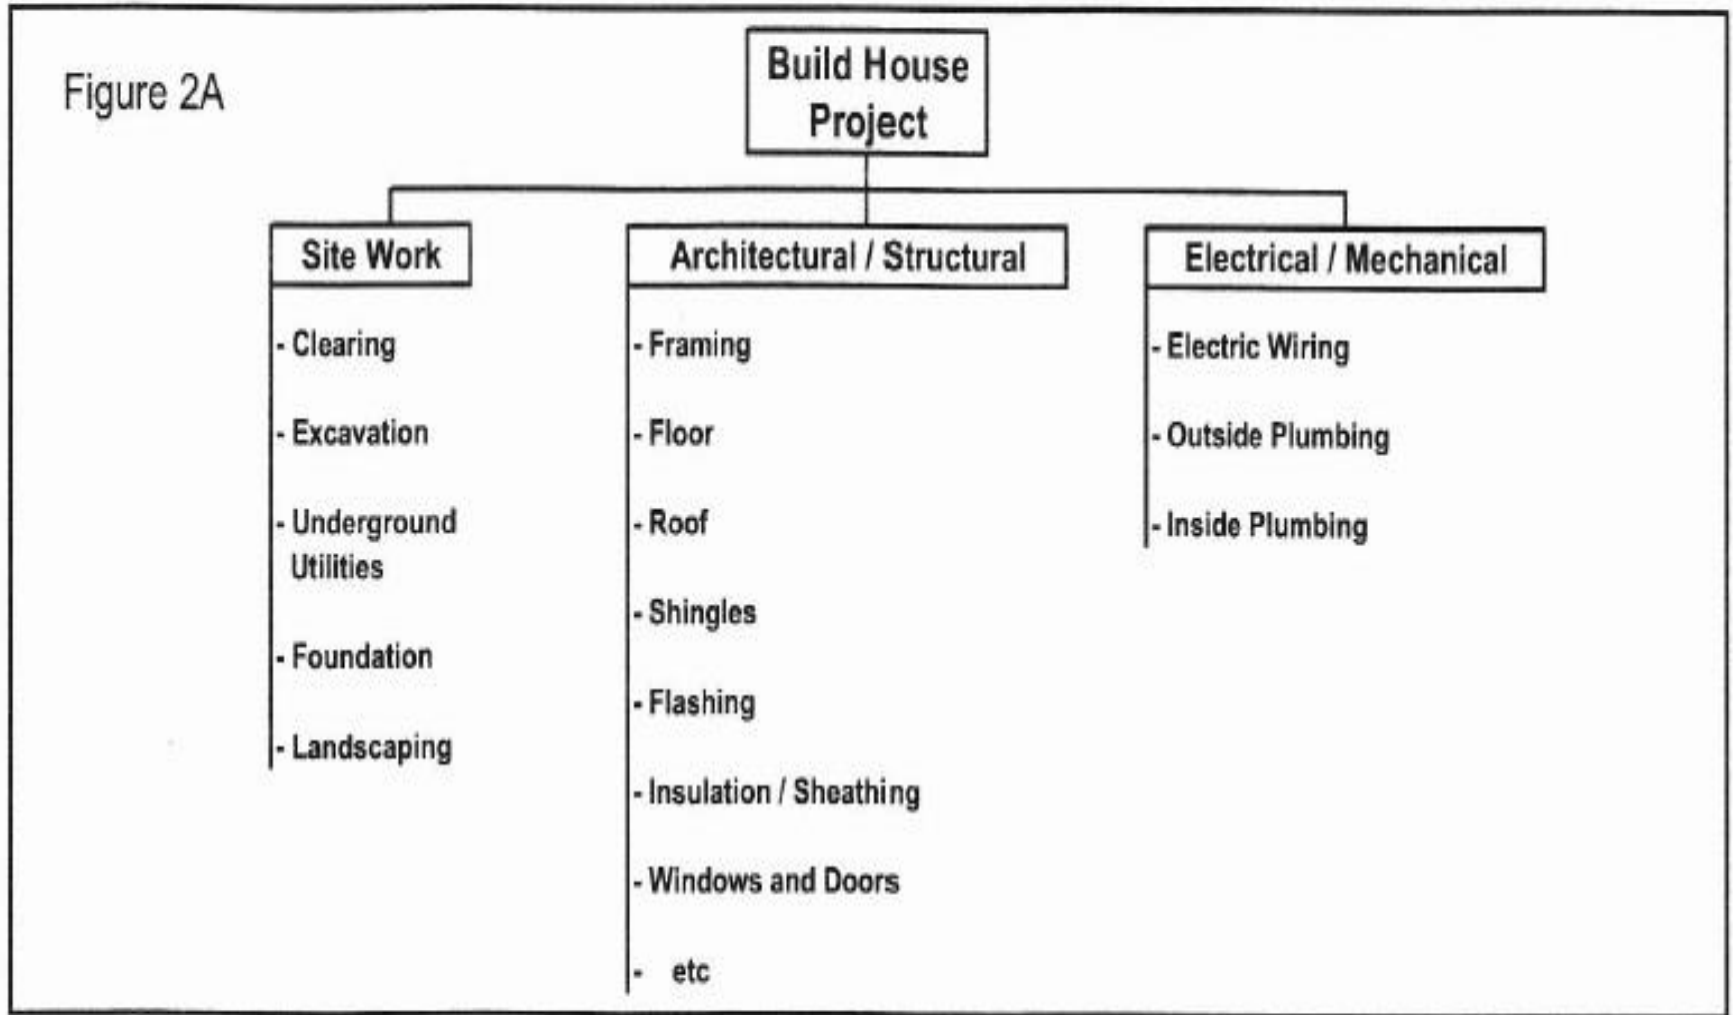 Figure 2A
Build House
Project
Site Work
- Clearing
- Excavation
- Underground
Utilities
- Foundation
- Landscaping
Architectural / Structural
- Framing
- Floor
- Roof
- Shingles
- Flashing
- Insulation / Sheathing
- Windows and Doors
- etc
Electrical / Mechanical
- Electric Wiring
- Outside Plumbing
- Inside Plumbing